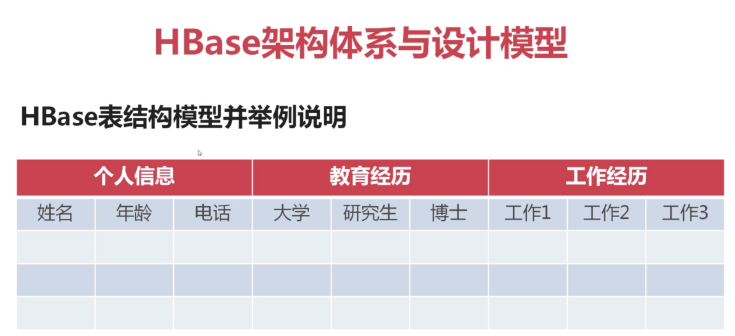 HBase架构体系与设计模型
HBase表结构模型并举例说明
个人信息 教育经历 工作经历
姓名 年龄 电话 大学 研究生 博士 工作1 工作2 工作3